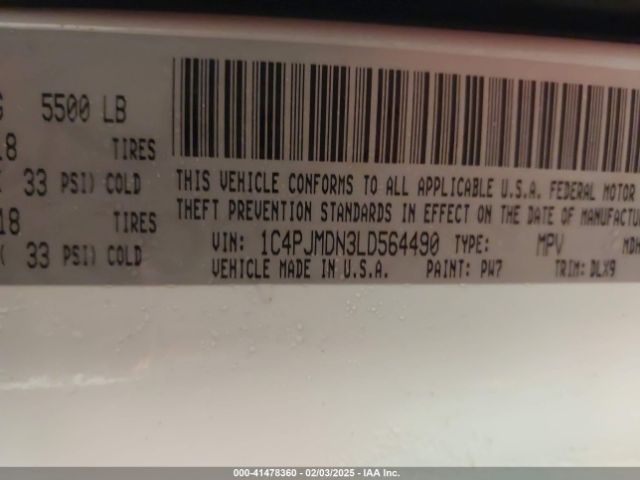 G 5500 LB
18 TIRES
33 PSI) COLD
18 TIRES
( 33 PSI) COLD
THIS VEHICLE CONFORMS TO ALL APPLICABLE U.S.A. FEDERAL MOTOR
THEFT PREVENTION STANDARDS IN EFFECT ON THE DATE OF MANUFACTU
VIN: 1C4PJMDN3LD564490 TYPE: MPV MDH
VEHICLE MADE IN U.S.A. PAINT: PW7 TRIM: DLX9
000-41478360 - 02/03/2025 - IAA Inc.